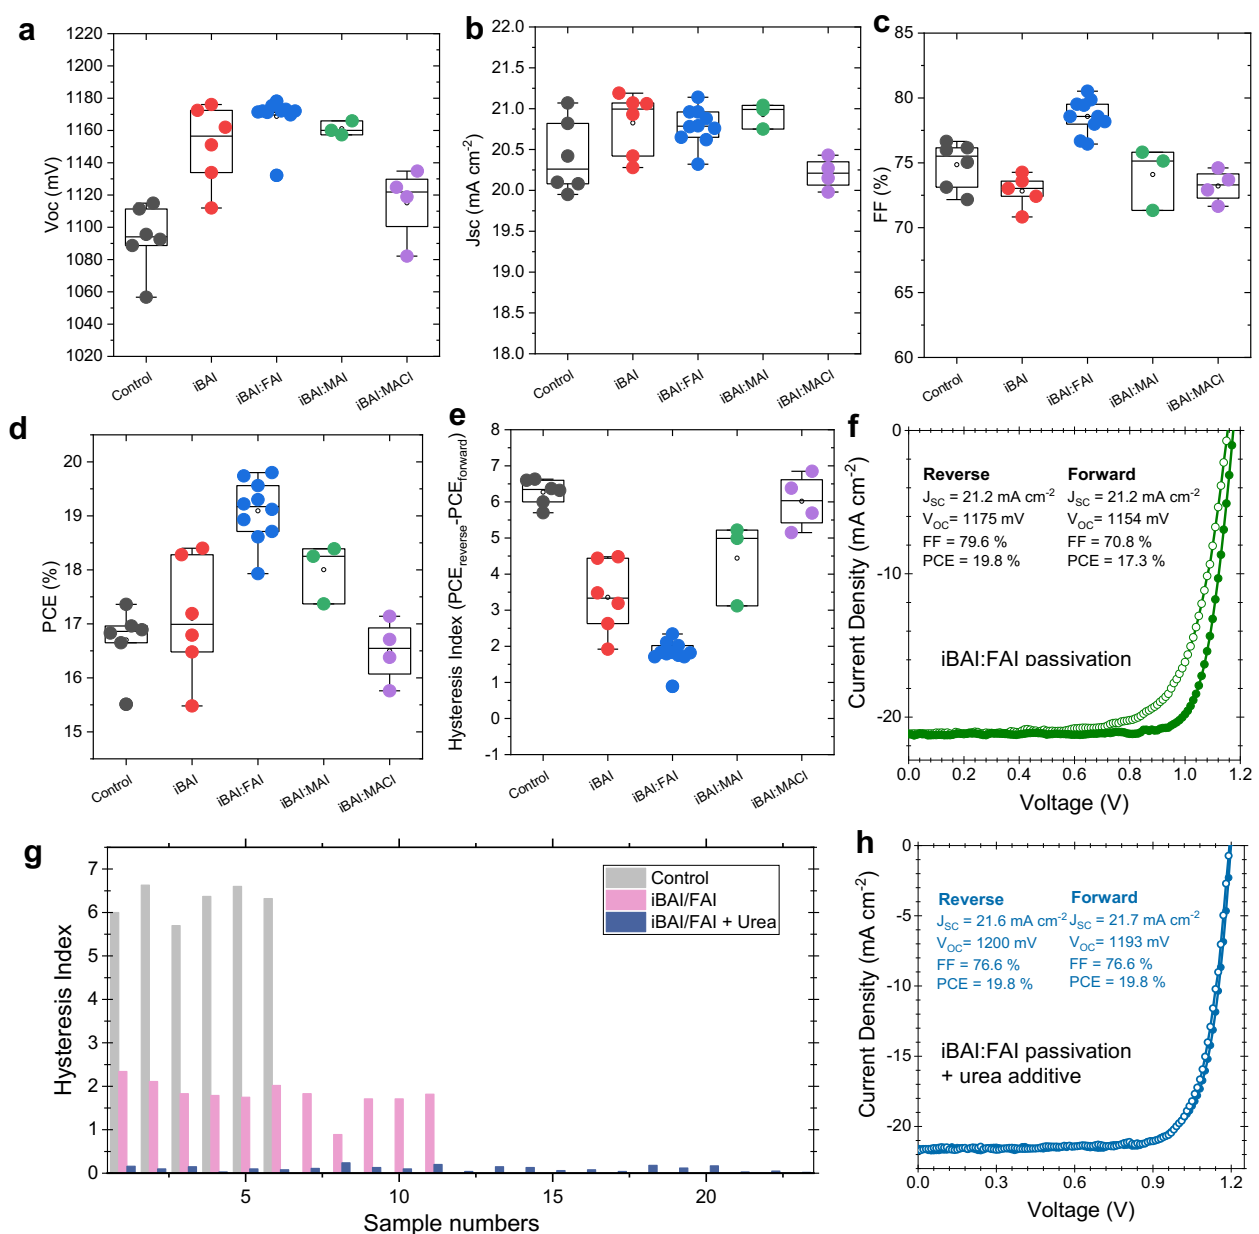 a
1220
1200
1180
1160
1140
1120
1100
1080
1060
1040
1020
Voc (mV)
Control
iBAI
iBAI:FAI
iBAI:MAI
iBAI:MACl
b
22.0
21.5
21.0
20.5
20.0
19.5
19.0
18.5
18.0
Jsc (mA cm⁻²)
Control
iBAI
iBAI:FAI
iBAI:MAI
iBAI:MACl
c
85
80
75
70
65
60
FF (%)
Control
iBAI
iBAI:FAI
iBAI:MAI
iBAI:MACl
d
20
19
18
17
16
15
PCE (%)
Control
iBAI
iBAI:FAI
iBAI:MAI
iBAI:MACl
e
8
7
6
5
4
3
2
1
0
-1
Hysteresis Index (PCE_reverse-PCE_forward)
Control
iBAI
iBAI:FAI
iBAI:MAI
iBAI:MACl
f
0
-10
-20
Current Density (mA cm⁻²)
Reverse
J_SC = 21.2 mA cm⁻²
V_OC = 1175 mV
FF = 79.6 %
PCE = 19.8 %
Forward
J_SC = 21.2 mA cm⁻²
V_OC = 1154 mV
FF = 70.8 %
PCE = 17.3 %
iBAI:FAI passivation
0.0 0.2 0.4 0.6 0.8 1.0 1.2
Voltage (V)
g
7
6
5
4
3
2
1
0
Hysteresis Index
Control
iBAI/FAI
iBAI/FAI + Urea
5 10 15 20
Sample numbers
h
0
-5
-10
-15
-20
Current Density (mA cm⁻²)
Reverse
J_SC = 21.6 mA cm⁻²
V_OC= 1200 mV
FF = 76.6 %
PCE = 19.8 %
Forward
J_SC = 21.7 mA cm⁻²
V_OC= 1193 mV
FF = 76.6 %
PCE = 19.8 %
iBAI:FAI passivation
+ urea additive
0.0 0.3 0.6 0.9 1.2
Voltage (V)